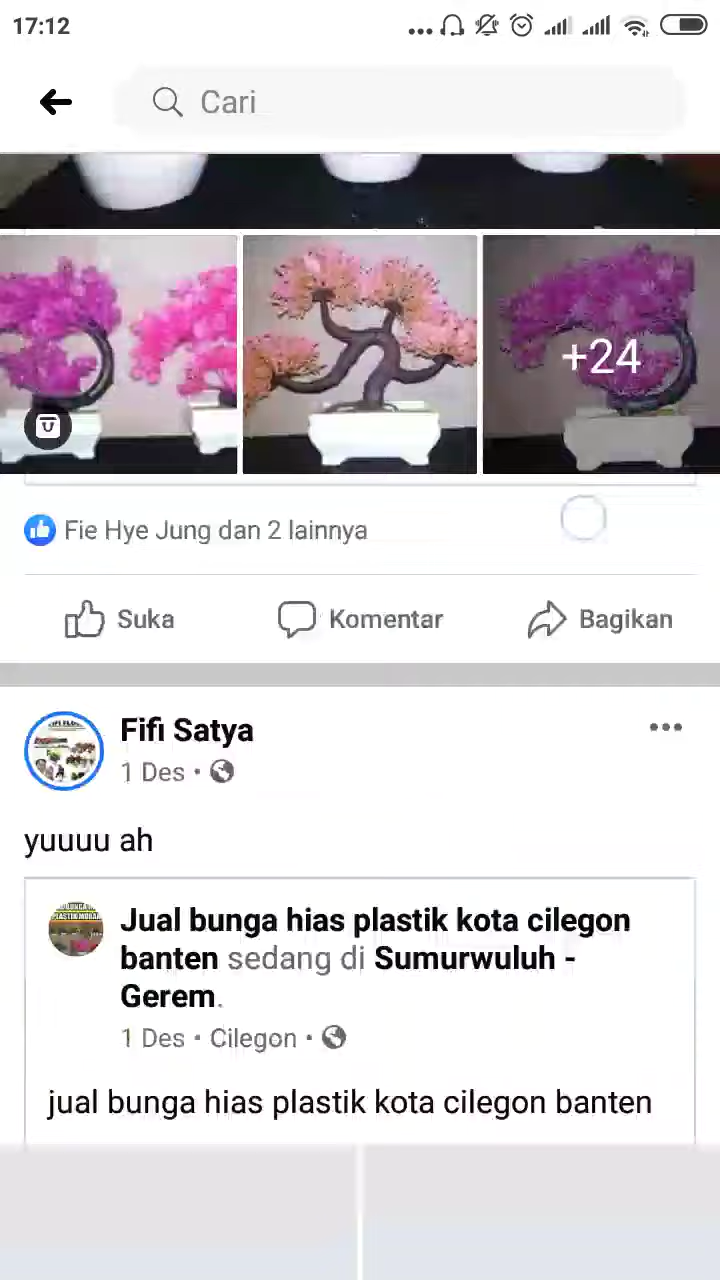 17:12
Cari
+24
Fie Hye Jung dan 2 lainnya
Suka
Komentar
Bagikan
Fifi Satya
1 Des
yuuuu ah
Jual bunga hias plastik kota cilegon
banten sedang di Sumurwuluh -
Gerem.
1 Des • Cilegon •
jual bunga hias plastik kota cilegon banten